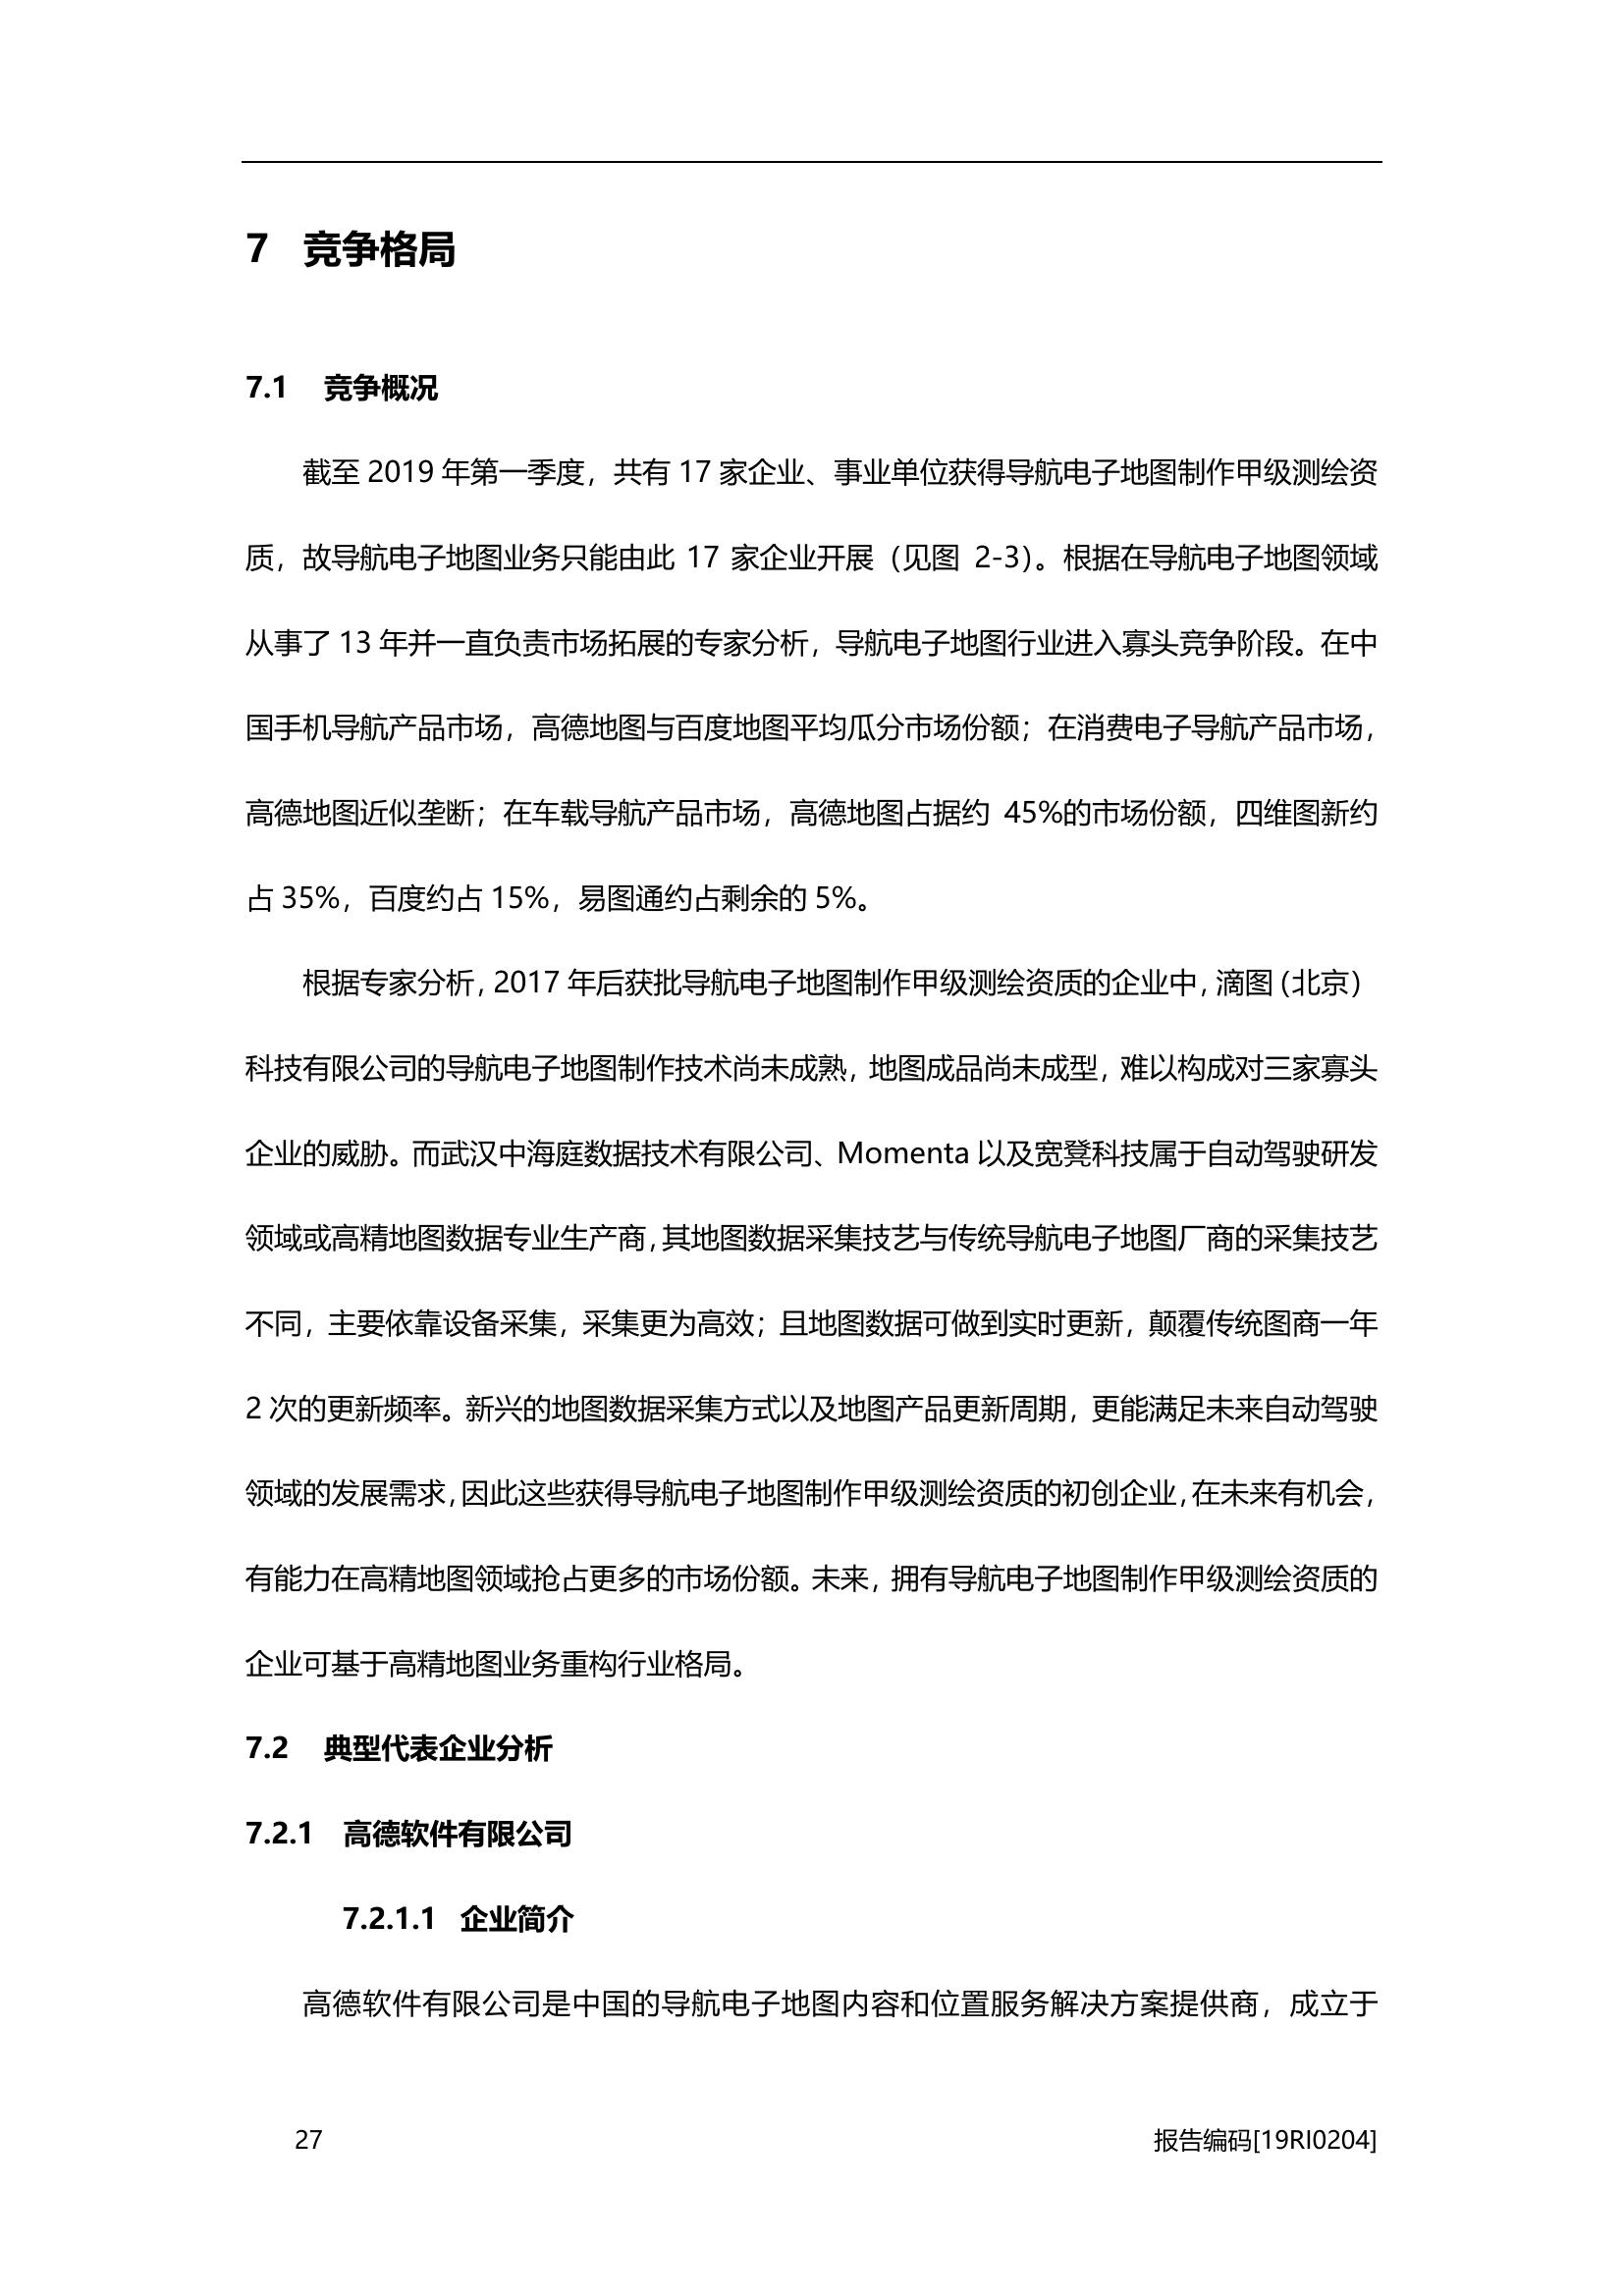 7 竞争格局
7.1 竞争概况
截至 2019 年第一季度，共有 17 家企业、事业单位获得导航电子地图制作甲级测绘资
质，故导航电子地图业务只能由此 17 家企业开展（见图 2-3）。根据在导航电子地图领域
从事了 13 年并一直负责市场拓展的专家分析，导航电子地图行业进入寡头竞争阶段。在中
国手机导航产品市场，高德地图与百度地图平均瓜分市场份额；在消费电子导航产品市场，
高德地图近似垄断；在车载导航产品市场，高德地图占据约 45%的市场份额，四维图新约
占 35%，百度约占 15%，易图通约占剩余的 5%。
根据专家分析，2017 年后获批导航电子地图制作甲级测绘资质的企业中，滴图（北京）
科技有限公司的导航电子地图制作技术尚未成熟，地图成品尚未成型，难以构成对三家寡头
企业的威胁。而武汉中海庭数据技术有限公司、Momenta 以及宽凳科技属于自动驾驶研发
领域或高精地图数据专业生产商，其地图数据采集技艺与传统导航电子地图厂商的采集技艺
不同，主要依靠设备采集，采集更为高效；且地图数据可做到实时更新，颠覆传统图商一年
2 次的更新频率。新兴的地图数据采集方式以及地图产品更新周期，更能满足未来自动驾驶
领域的发展需求，因此这些获得导航电子地图制作甲级测绘资质的初创企业，在未来有机会，
有能力在高精地图领域抢占更多的市场份额。未来，拥有导航电子地图制作甲级测绘资质的
企业可基于高精地图业务重构行业格局。
7.2 典型代表企业分析
7.2.1 高德软件有限公司
7.2.1.1 企业简介
高德软件有限公司是中国的导航电子地图内容和位置服务解决方案提供商，成立于
27 报告编码[19RI0204]